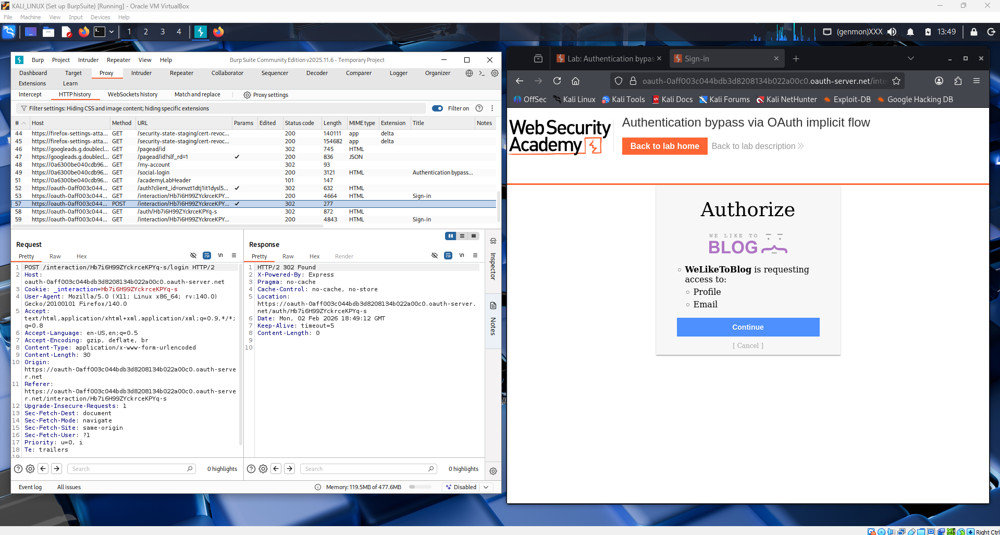 KALI_LINUX (Set up BurpSuite) [Running] - Oracle VM VirtualBox
File Machine View Input Devices Help
1 2 3 4 (genmon)XXX 13:49
Burp Project Intruder Repeater View Help Burp Suite Community Edition v2025.11.6 - Temporary Project
Dashboard Target Proxy Intruder Repeater Collaborator Sequencer Decoder Comparer Logger Organizer
Extensions Learn
Intercept HTTP history WebSockets history Match and replace Proxy settings
Filter settings: Hiding CSS and image content; hiding specific extensions Filter on
# Host Method URL Params Edited Status code Length MIME type Extension Title Notes
44 https://firefox-settings-atta... GET /security-state-staging/cert-revoc... 200 140111 app delta
45 https://firefox-settings-atta... GET /security-state-staging/cert-revoc... 200 154682 app delta
46 https://googleads.g.doublecl... GET /pagead/id 302 745 HTML
47 https://googleads.g.doublecl... GET /pagead/id?slf_rd=1 ✓ 200 836 JSON
48 https://0a6300be040cdb96... GET /my-account 302 93
49 https://0a6300be040cdb96... GET /social-login 200 3121 HTML Authentication bypass...
51 https://0a6300be040cdb96... GET /academyLabHeader 101 147
52 https://oauth-0aff003c044... GET /auth?client_id=onvzt1dtj1it1dysl5... ✓ 302 632 HTML
53 https://oauth-0aff003c044... GET /interaction/Hb7i6H99ZYckrceKPY... 200 4664 HTML Sign-in
57 https://oauth-0aff003c044... POST /interaction/Hb7i6H99ZYckrceKPY... ✓ 302 277
58 https://oauth-0aff003c044... GET /auth/Hb7i6H99ZYckrceKPYq-s 302 872 HTML
59 https://oauth-0aff003c044... GET /interaction/Hb7i6H99ZYckrceKPY... 200 4843 HTML Sign-in
Request
Pretty Raw Hex \n
1 POST /interaction/Hb7i6H99ZYckrceKPYq-s/login HTTP/2
2 Host:
oauth-0aff003c044bdb3d8208134b022a00c0.oauth-server.net
3 Cookie: _interaction=Hb7i6H99ZYckrceKPYq-s
4 User-Agent: Mozilla/5.0 (X11; Linux x86_64; rv:140.0)
Gecko/20100101 Firefox/140.0
5 Accept:
text/html,application/xhtml+xml,application/xml;q=0.9,*/*;
q=0.8
6 Accept-Language: en-US,en;q=0.5
7 Accept-Encoding: gzip, deflate, br
8 Content-Type: application/x-www-form-urlencoded
9 Content-Length: 30
10 Origin:
https://oauth-0aff003c044bdb3d8208134b022a00c0.oauth-serve
r.net
11 Referer:
https://oauth-0aff003c044bdb3d8208134b022a00c0.oauth-serve
r.net/interaction/Hb7i6H99ZYckrceKPYq-s
12 Upgrade-Insecure-Requests: 1
13 Sec-Fetch-Dest: document
14 Sec-Fetch-Mode: navigate
15 Sec-Fetch-Site: same-origin
16 Sec-Fetch-User: ?1
17 Priority: u=0, i
18 Te: trailers
19
Search 0 highlights
Response
Pretty Raw Hex Render \n
1 HTTP/2 302 Found
2 X-Powered-By: Express
3 Pragma: no-cache
4 Cache-Control: no-cache, no-store
5 Location:
https://oauth-0aff003c044bdb3d8208134b022a00c0.oauth-server.
net/auth/Hb7i6H99ZYckrceKPYq-s
6 Date: Mon, 02 Feb 2026 18:49:12 GMT
7 Keep-Alive: timeout=5
8 Content-Length: 0
9
10
Search 0 highlights
Inspector
Notes
Event log All issues Memory: 119.5MB of 477.6MB Disabled
Lab: Authentication bypas Sign-in
oauth-0aff003c044bdb3d8208134b022a00c0.oauth-server.net/inte
OffSec Kali Linux Kali Tools Kali Docs Kali Forums Kali NetHunter Exploit-DB Google Hacking DB
Web Security
Academy
Authentication bypass via OAuth implicit flow
Back to lab home Back to lab description
Authorize
WE LIKE TO
BLOG
WeLikeToBlog is requesting
access to:
Profile
Email
Continue
[ Cancel ]
Right Ctrl